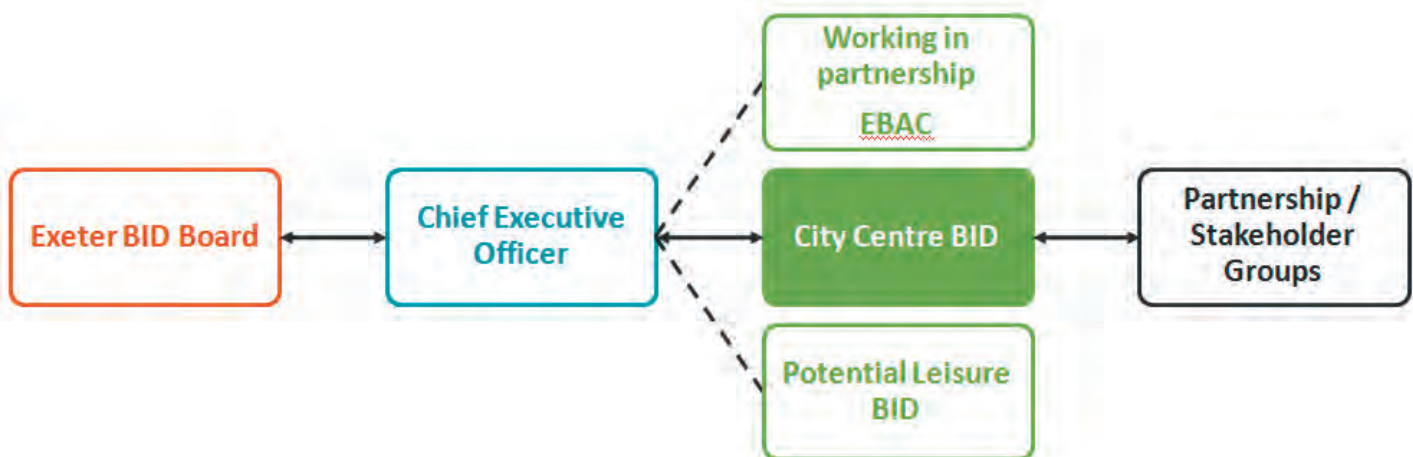 Exeter BID Board
Chief Executive
Officer
Working in
partnership
EBAC
City Centre BID
Potential Leisure
BID
Partnership /
Stakeholder
Groups